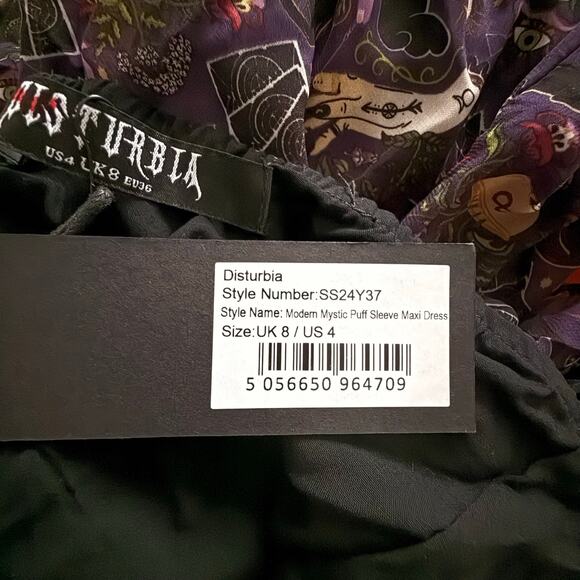 DISTURBIA
US4 UK8 EU36
Disturbia
Style Number:SS24Y37
Style Name: Modern Mystic Puff Sleeve Maxi Dress
Size:UK 8 / US 4
5 056650 964709